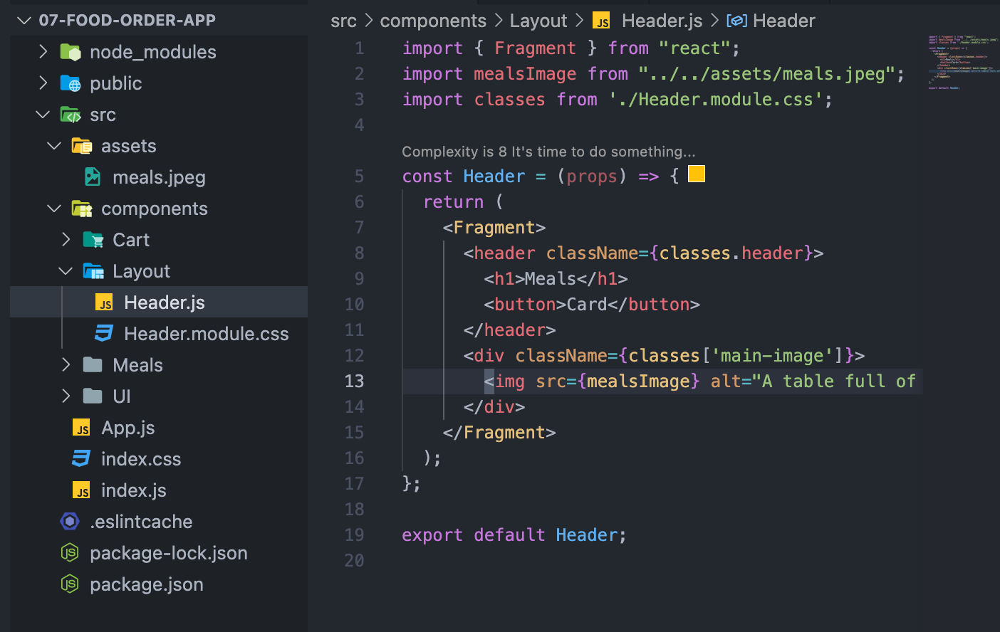 07-FOOD-ORDER-APP
node_modules
public
src
assets
meals.jpeg
components
Cart
Layout
Header.js
Header.module.css
Meals
UI
App.js
index.css
index.js
.eslintcache
package-lock.json
package.json
src > components > Layout > JS Header.js > Header
1 import { Fragment } from "react";
2 import mealsImage from "../../assets/meals.jpeg";
3 import classes from './Header.module.css';
4
Complexity is 8 It's time to do something...
5 const Header = (props) => {
6 return (
7 <Fragment>
8 <header className={classes.header}>
9 <h1>Meals</h1>
10 <button>Card</button>
11 </header>
12 <div className={classes['main-image']}>
13 <img src={mealsImage} alt="A table full of
14 </div>
15 </Fragment>
16 );
17 };
18
19 export default Header;
20